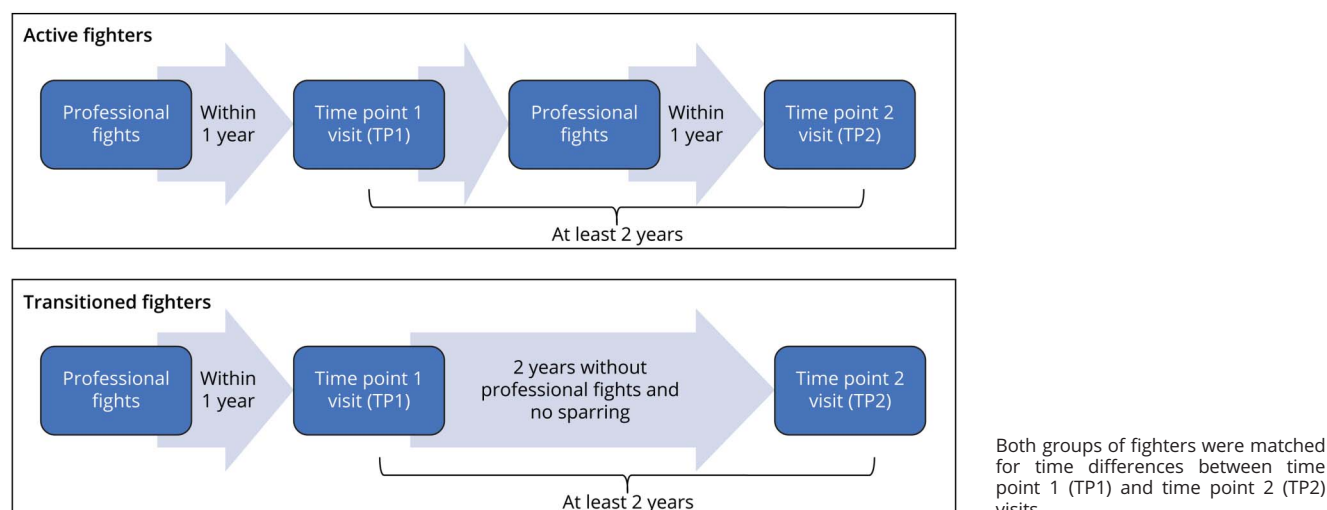 Active fighters
Professional
fights
Within
1 year
Time point 1
visit (TP1)
Professional
fights
Within
1 year
Time point 2
visit (TP2)
At least 2 years
Transitioned fighters
Professional
fights
Within
1 year
Time point 1
visit (TP1)
2 years without
professional fights and
no sparring
Time point 2
visit (TP2)
At least 2 years
Both groups of fighters were matched
for time differences between time
point 1 (TP1) and time point 2 (TP2)
visits